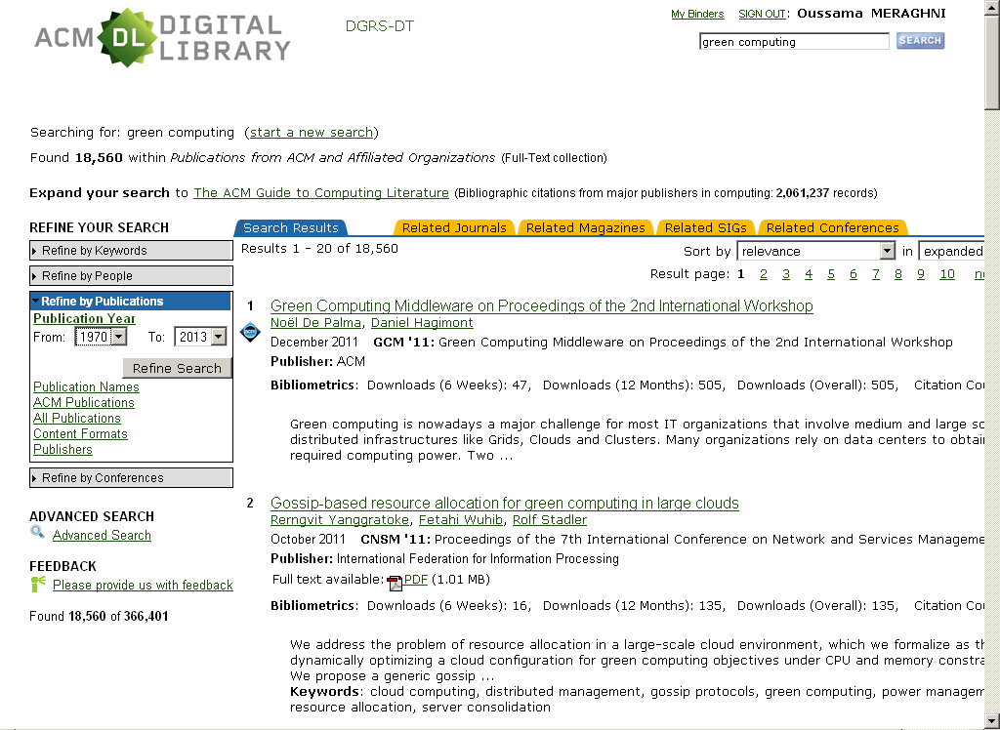 ACM DL DIGITAL LIBRARY
DGRS-DT
My Binders SIGN OUT: Oussama MERAGHNI
green computing SEARCH
Searching for: green computing (start a new search)
Found 18,560 within Publications from ACM and Affiliated Organizations (Full-Text collection)
Expand your search to The ACM Guide to Computing Literature (Bibliographic citations from major publishers in computing: 2,061,237 records)
REFINE YOUR SEARCH
Refine by Keywords
Refine by People
Refine by Publications
Publication Year
From: 1970 To: 2013
Refine Search
Publication Names
ACM Publications
All Publications
Content Formats
Publishers
Refine by Conferences
ADVANCED SEARCH
Advanced Search
FEEDBACK
Please provide us with feedback
Found 18,560 of 366,401
Search Results Related Journals Related Magazines Related SIGs Related Conferences
Results 1 - 20 of 18,560
Sort by relevance in expanded
Result page: 1 2 3 4 5 6 7 8 9 10
1 Green Computing Middleware on Proceedings of the 2nd International Workshop
Noël De Palma, Daniel Hagimont
December 2011 GCM '11: Green Computing Middleware on Proceedings of the 2nd International Workshop
Publisher: ACM
Bibliometrics: Downloads (6 Weeks): 47, Downloads (12 Months): 505, Downloads (Overall): 505, Citation Cou
Green computing is nowadays a major challenge for most IT organizations that involve medium and large sc
distributed infrastructures like Grids, Clouds and Clusters. Many organizations rely on data centers to obtai
required computing power. Two ...
2 Gossip-based resource allocation for green computing in large clouds
Rerngvit Yanggratoke, Fetahi Wuhib, Rolf Stadler
October 2011 CNSM '11: Proceedings of the 7th International Conference on Network and Services Manageme
Publisher: International Federation for Information Processing
Full text available: PDF (1.01 MB)
Bibliometrics: Downloads (6 Weeks): 16, Downloads (12 Months): 135, Downloads (Overall): 135, Citation Cou
We address the problem of resource allocation in a large-scale cloud environment, which we formalize as th
dynamically optimizing a cloud configuration for green computing objectives under CPU and memory constra
We propose a generic gossip ...
Keywords: cloud computing, distributed management, gossip protocols, green computing, power managem
resource allocation, server consolidation